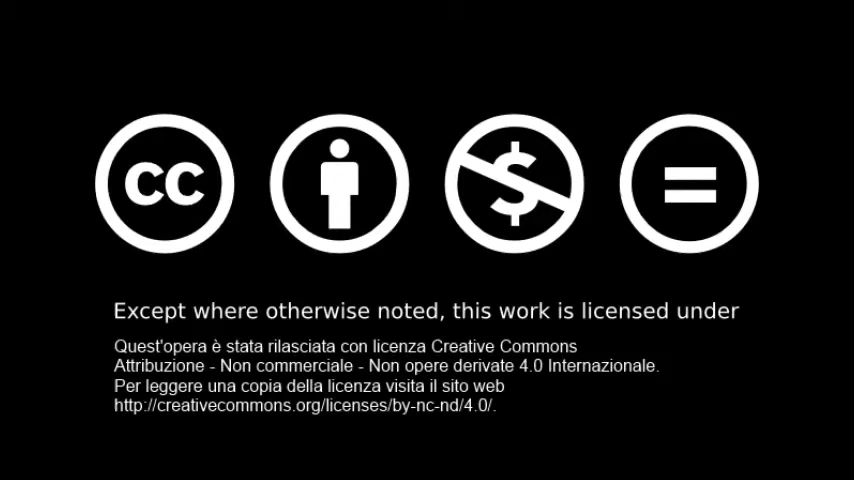 cc
Except where otherwise noted, this work is licensed under
Quest'opera è stata rilasciata con licenza Creative Commons
Attribuzione - Non commerciale - Non opere derivate 4.0 Internazionale.
Per leggere una copia della licenza visita il sito web
http://creativecommons.org/licenses/by-nc-nd/4.0/.